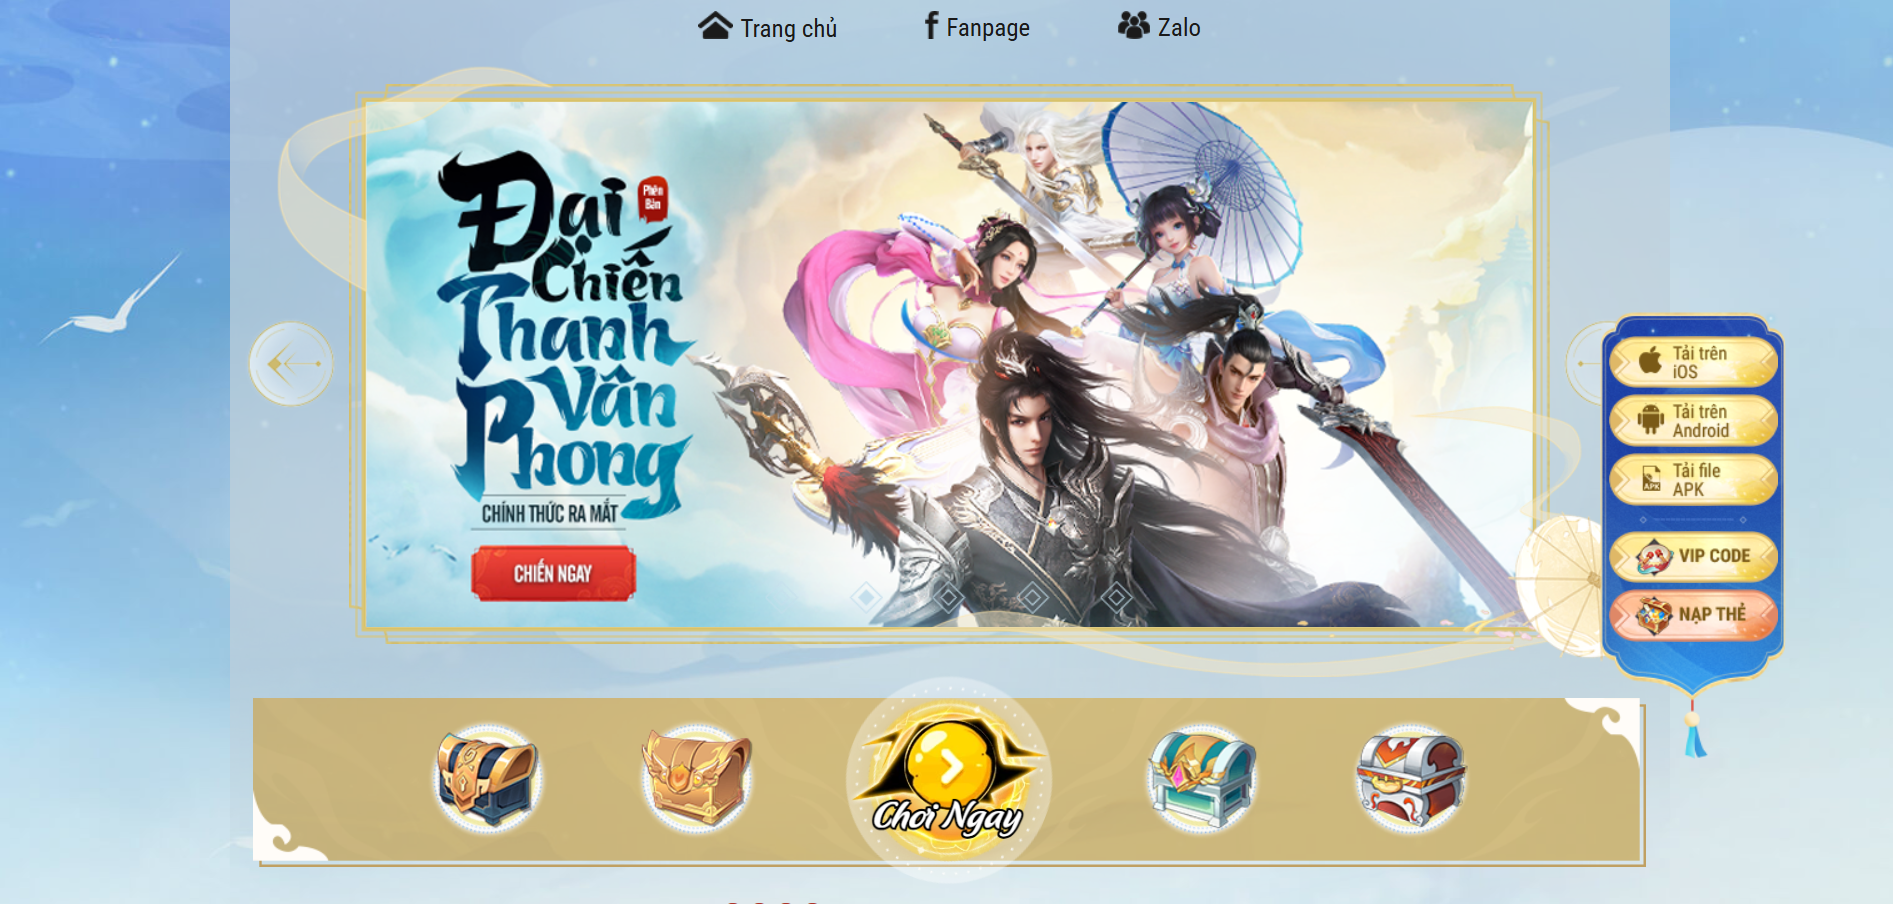 Trang chủ
Fanpage
Zalo
Đại
Phiên
Bản
Chiến
Thanh
Vân
Phong
CHÍNH THỨC RA MẮT
CHIẾN NGAY
Tải trên
iOS
Tải trên
Android
Tải file
APK
APK
VIP CODE
NẠP THẺ
Chơi Ngay